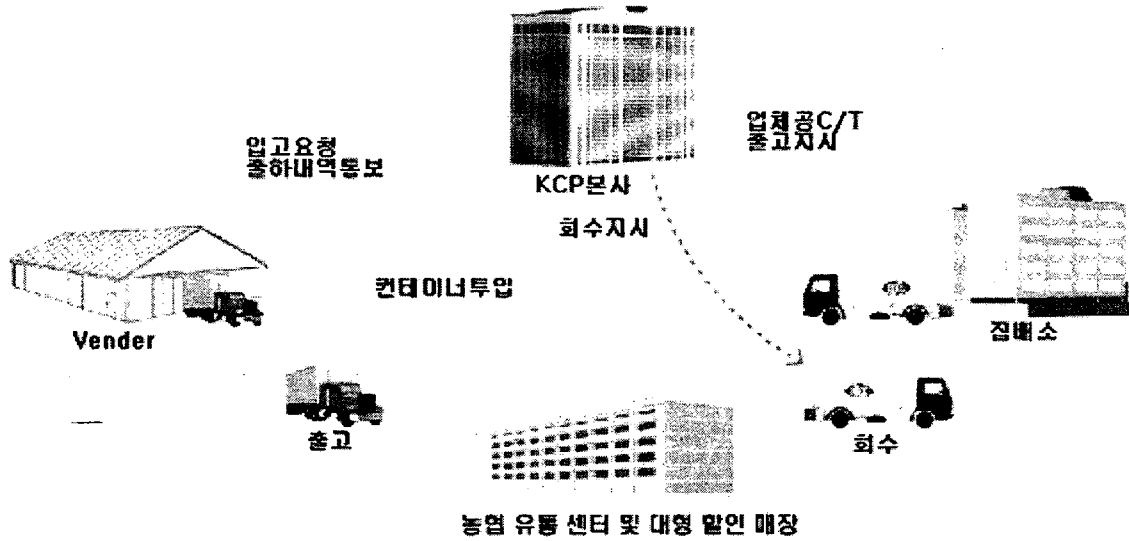 업체공C/T
출고지시
입고요청
출하내역통보
KCP본사
회수지시
컨테이너투입
Vender
집배소
출고
회수
농협 유통 센터 및 대형 할인 매장